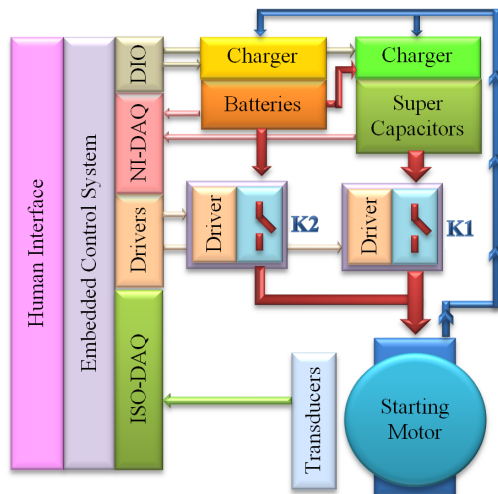 Human Interface
Embedded Control System
DIO
NI-DAQ
Drivers
ISO-DAQ
Charger
Batteries
Charger
Super
Capacitors
Driver
K2
Driver
K1
Transducers
Starting
Motor